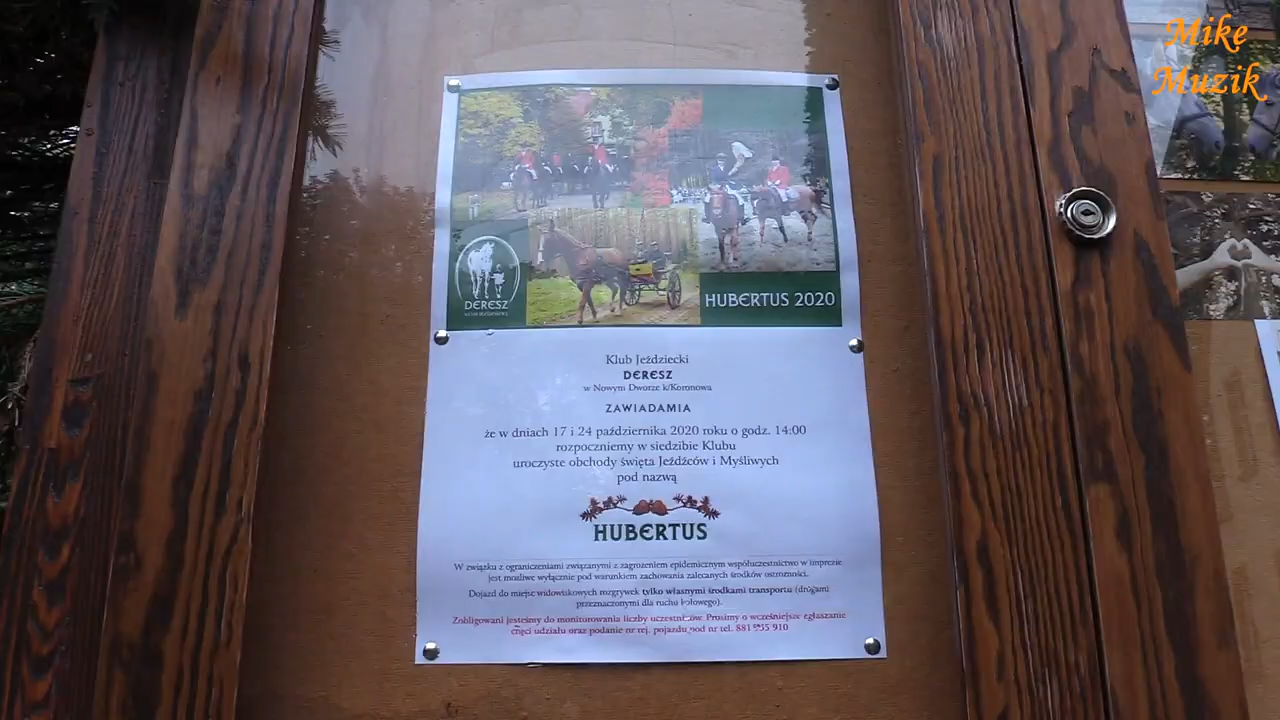 Mike
Muzik
DERESZ
HUBERTUS 2020
Klub Jeździecki
DERESZ
w Nowym Dworze k/Koronowa
ZAWIADAMIA
że w dniach 17 i 24 października 2020 roku o godz. 14:00
rozpoczniemy w siedzibie Klubu
uroczyste obchody święta Jeźdźców i Myśliwych
pod nazwą
HUBERTUS
W związku z ograniczeniami związanymi z zagrożeniem epidemicznym współuczestnictwo w imprezie
jest możliwe wyłącznie pod warunkiem zachowania zalecanych środków ostrożności.
Dojazd do miejsc widowiskowych rozgrywek tylko własnymi środkami transportu (drogami
przeznaczonymi dla ruchu kołowego).
Zobligowani jesteśmy do monitorowania liczby uczestników. Prosimy o wcześniejsze zgłaszanie
chęci udziału oraz podanie nr rej. pojazdu pod nr tel. 881 910